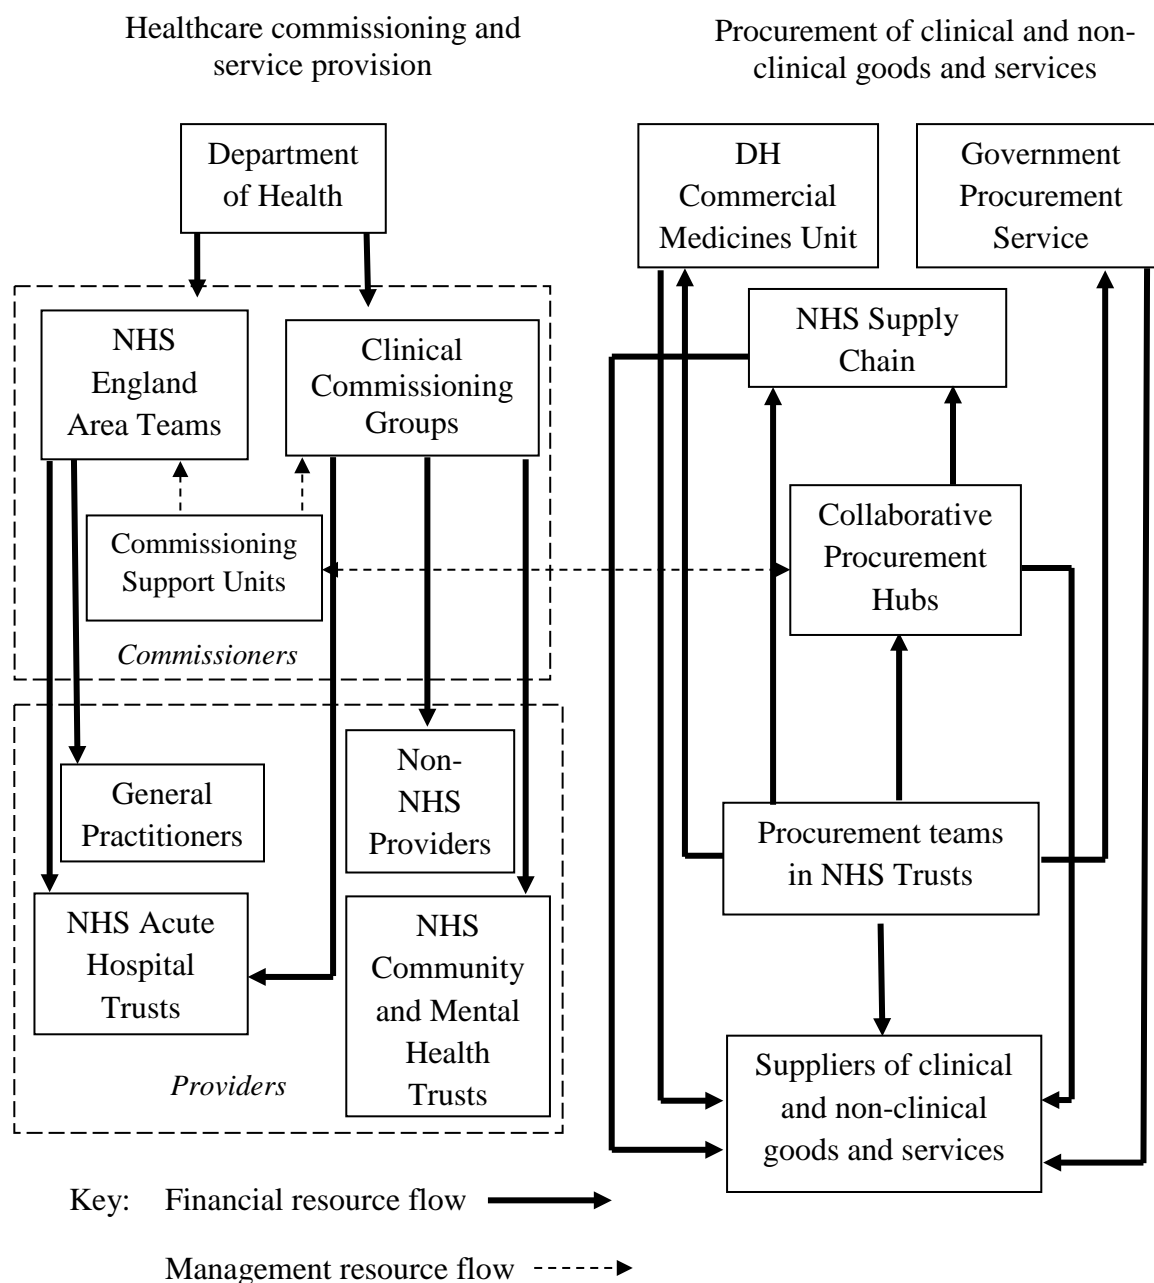 Healthcare commissioning and
service provision
Procurement of clinical and non-
clinical goods and services
Department
of Health
DH
Commercial
Medicines Unit
Government
Procurement
Service
NHS
England
Area Teams
Clinical
Commissioning
Groups
NHS Supply
Chain
Commissioning
Support Units
Collaborative
Procurement
Hubs
Commissioners
General
Practitioners
Non-
NHS
Providers
Procurement teams
in NHS Trusts
NHS Acute
Hospital
Trusts
NHS
Community
and Mental
Health
Trusts
Providers
Suppliers of clinical
and non-clinical
goods and services
Key: Financial resource flow
Management resource flow